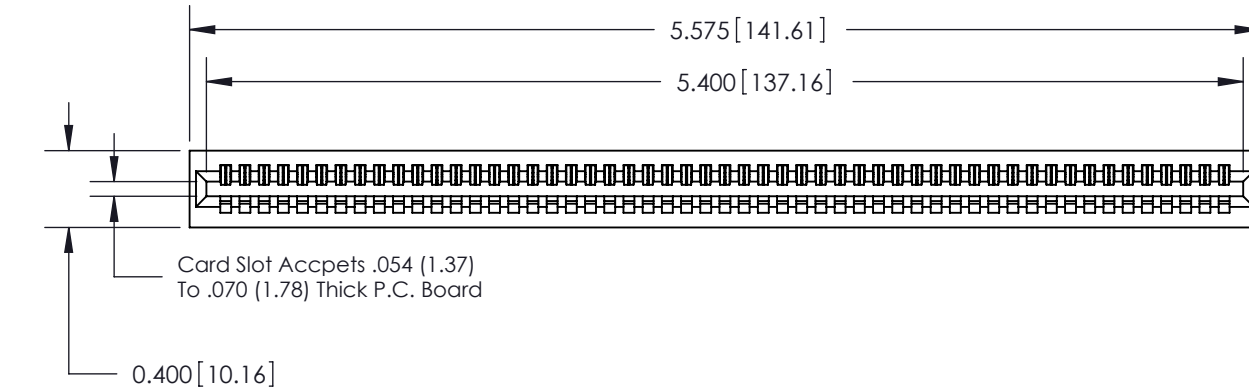 5.575[141.61]
5.400[137.16]
Card Slot Accpets .054 (1.37)
To .070 (1.78) Thick P.C. Board
0.400[10.16]